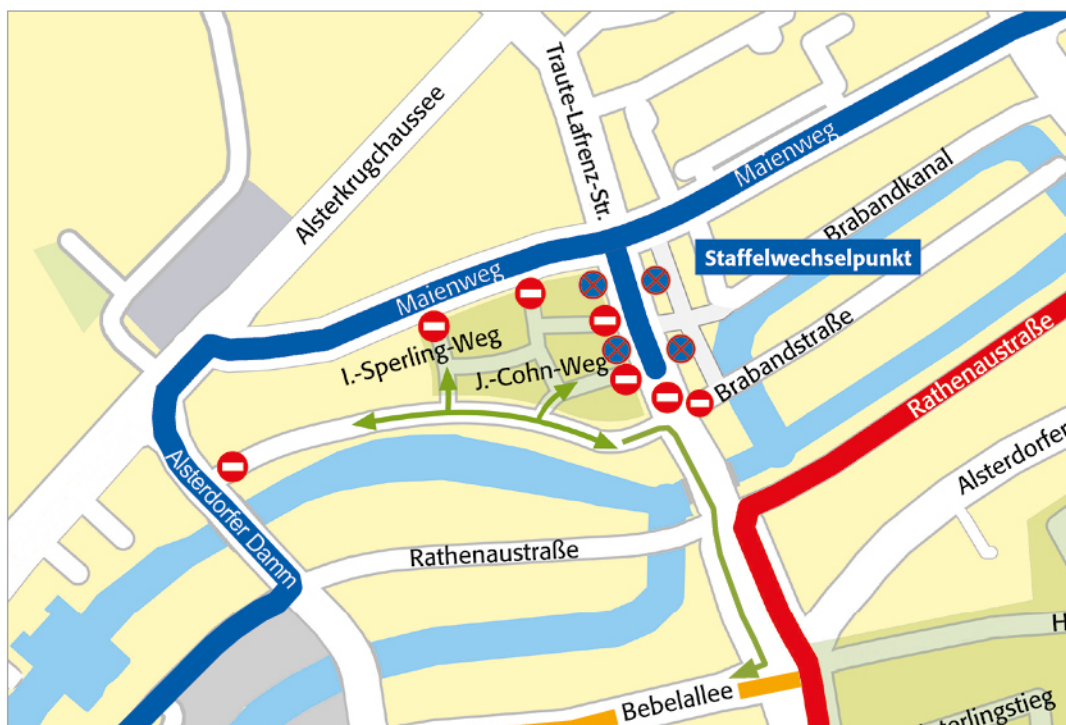 Traute-Lafrenz-Str.
Alsterkrugchaussee
Maienweg
Brabandkanal
Staffelwechselpunkt
Maienweg
Brabandstraße
I.-Sperling-Weg
J.-Cohn-Weg
Rathenaustraße
Alsterdorfer
Alsterdorfer Damm
Rathenaustraße
H
Bebelallee
terlingstieg